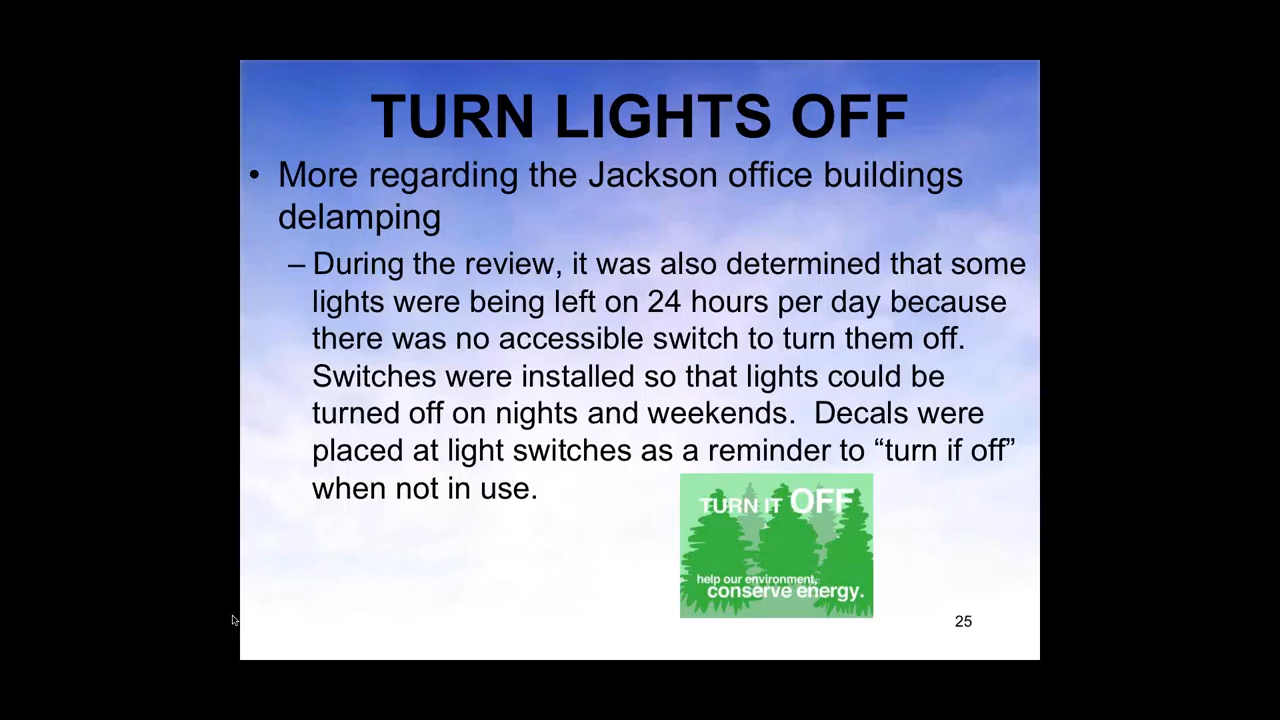 TURN LIGHTS OFF
• More regarding the Jackson office buildings
delamping
– During the review, it was also determined that some
lights were being left on 24 hours per day because
there was no accessible switch to turn them off.
Switches were installed so that lights could be
turned off on nights and weekends.  Decals were
placed at light switches as a reminder to “turn if off”
when not in use.
TURN IT OFF
help our environment,
conserve energy.
25